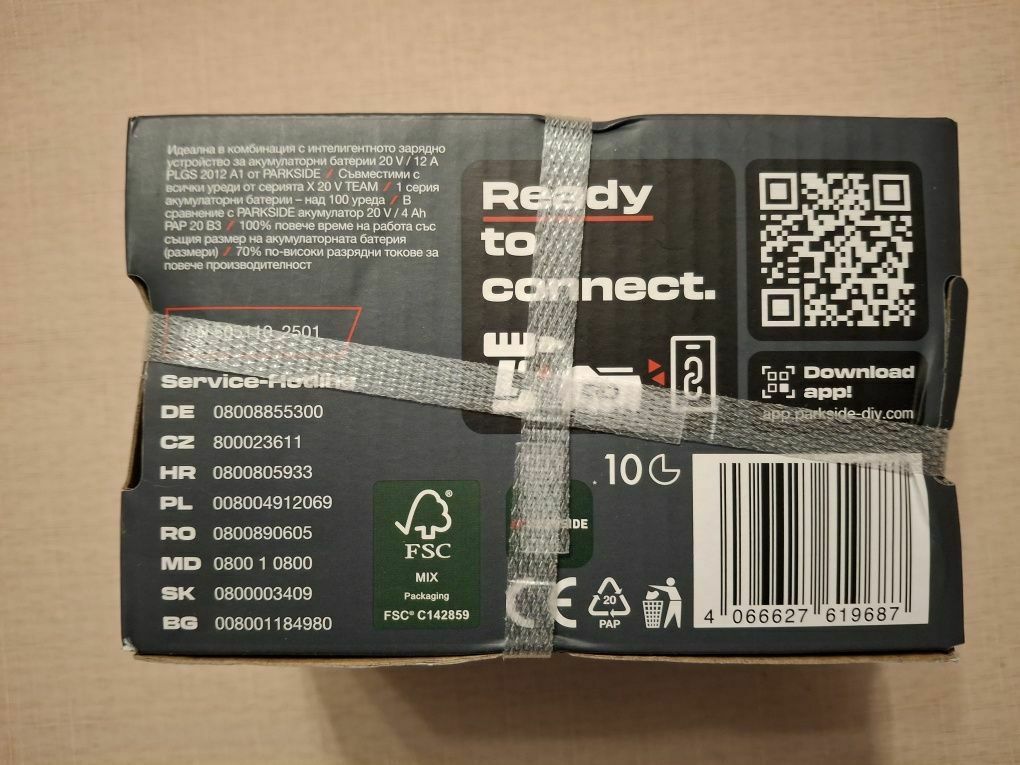 Идеална в комбинация с интелигентното зарядно
устройство за акумулаторни батерии 20 V / 12 A
PLGS 2012 A1 от PARKSIDE / Съвместими с
всички уреди от серията X 20 V TEAM / 1 серия
акумулаторни батерии – над 100 уреда / В
сравнение с PARKSIDE акумулатор 20 V / 4 Ah
PAP 20 B3 / 100% повече време на работа със
същия размер на акумулаторната батерия
(размери) / 70% по-високи разрядни токове за
повече производителност
2501
Service-Hotline
DE 08008855300
CZ 800023611
HR 0800805933
PL 008004912069
RO 0800890605
MD 0800 1 0800
SK 0800003409
BG 008001184980
Ready
to
connect.
Download
app!
app.parkside-diy.com
FSC
MIX
Packaging
FSC® C142859
.10
CE
20
PAP
4 066627 619687